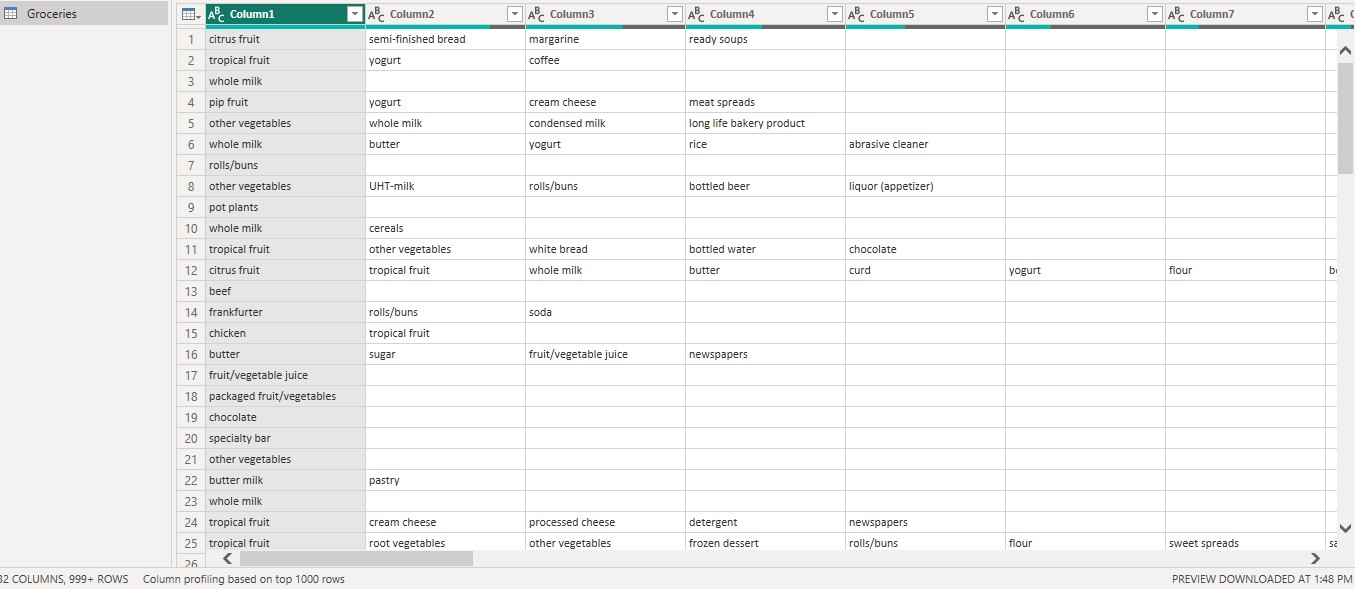 Groceries
ABC Column1 ABC Column2 ABC Column3 ABC Column4 ABC Column5 ABC Column6 ABC Column7 ABC
1 citrus fruit semi-finished bread margarine ready soups
2 tropical fruit yogurt coffee
3 whole milk
4 pip fruit yogurt cream cheese meat spreads
5 other vegetables whole milk condensed milk long life bakery product
6 whole milk butter yogurt rice abrasive cleaner
7 rolls/buns
8 other vegetables UHT-milk rolls/buns bottled beer liquor (appetizer)
9 pot plants
10 whole milk cereals
11 tropical fruit other vegetables white bread bottled water chocolate
12 citrus fruit tropical fruit whole milk butter curd yogurt flour
13 beef
14 frankfurter rolls/buns soda
15 chicken tropical fruit
16 butter sugar fruit/vegetable juice newspapers
17 fruit/vegetable juice
18 packaged fruit/vegetables
19 chocolate
20 specialty bar
21 other vegetables
22 butter milk pastry
23 whole milk
24 tropical fruit cream cheese processed cheese detergent newspapers
25 tropical fruit root vegetables other vegetables frozen dessert rolls/buns flour sweet spreads
26
32 COLUMNS, 999+ ROWS Column profiling based on top 1000 rows PREVIEW DOWNLOADED AT 1:48 PM